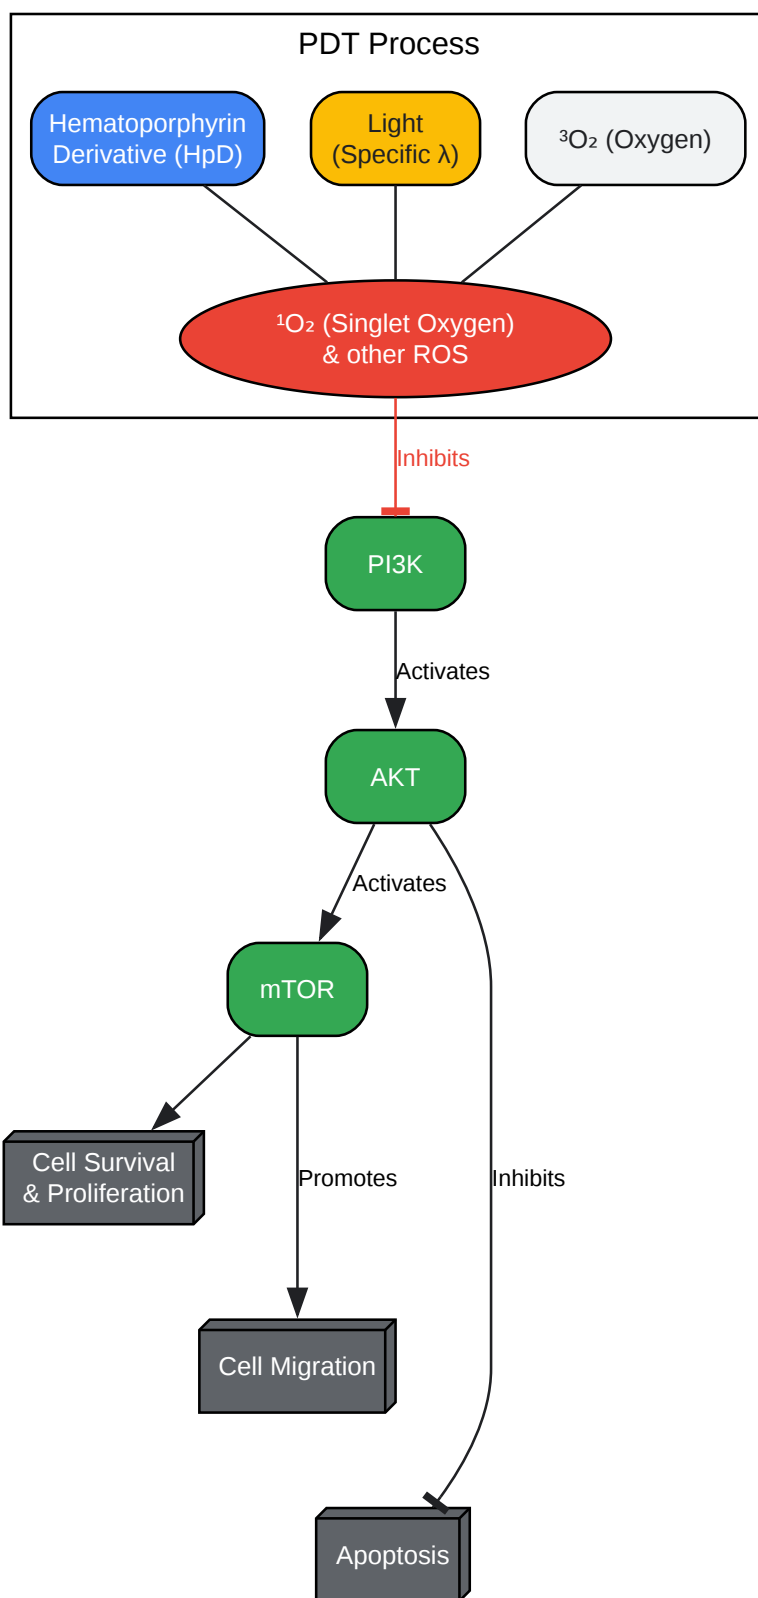 PDT Process
Hematoporphyrin
Derivative (HpD)
Light
(Specific λ)
³O₂ (Oxygen)
¹O₂ (Singlet Oxygen)
& other ROS
Inhibits
PI3K
Activates
AKT
Activates
mTOR
Cell Survival
& Proliferation
Promotes
Inhibits
Cell Migration
Apoptosis